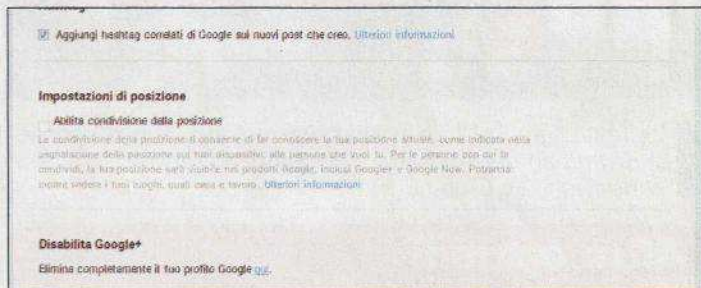 Hashtag
Aggiungi hashtag correlati di Google sui nuovi post che creo. Ulteriori informazioni
Impostazioni di posizione
Abilita condivisione della posizione
La condivisione della posizione ti consente di far conoscere la tua posizione attuale, come indicata nella
segnalazione della posizione sui tuoi dispositivi, alle persone che vuoi tu. Per le persone con cui la
condividi, la tua posizione sarà visibile nei prodotti Google, inclusi Google+ e Google Now. Potranno
inoltre vedere i tuoi luoghi, quali casa e lavoro. Ulteriori informazioni
Disabilita Google+
Elimina completamente il tuo profilo Google qui.